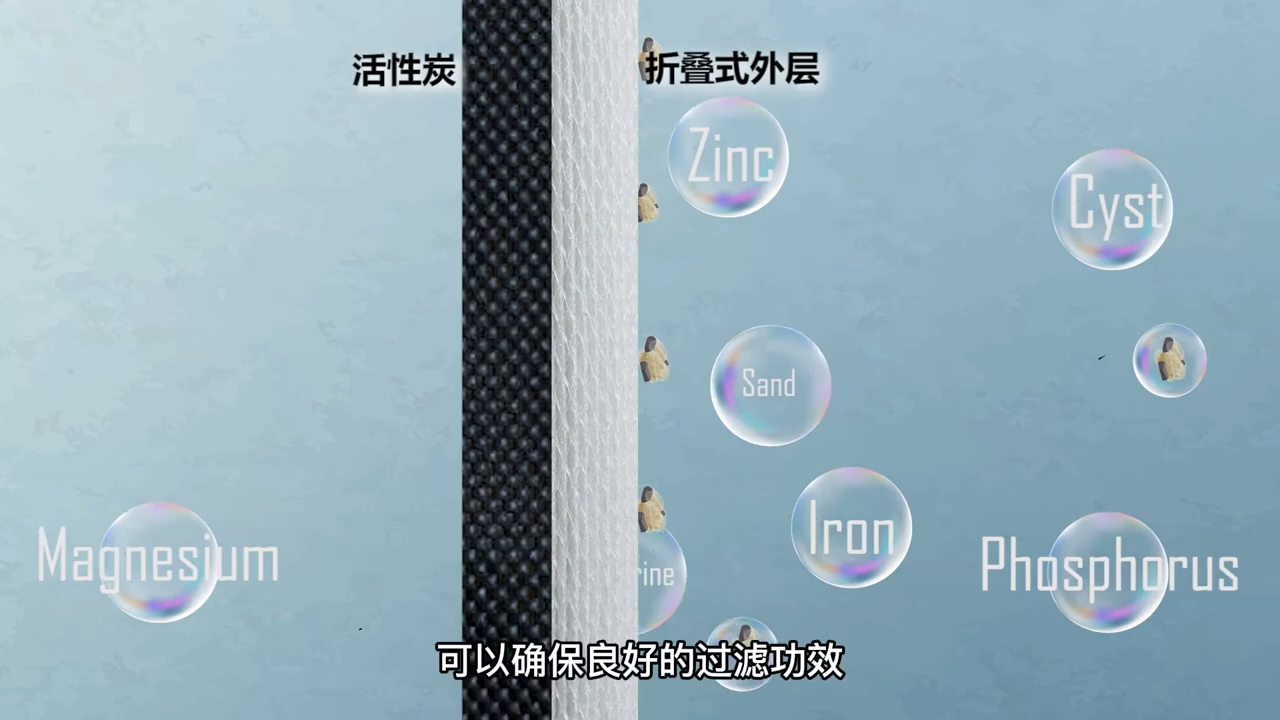 活性炭
折叠式外层
Zinc
Cyst
Sand
Iron
Magnesium
Phosphorus
可以确保良好的过滤功效